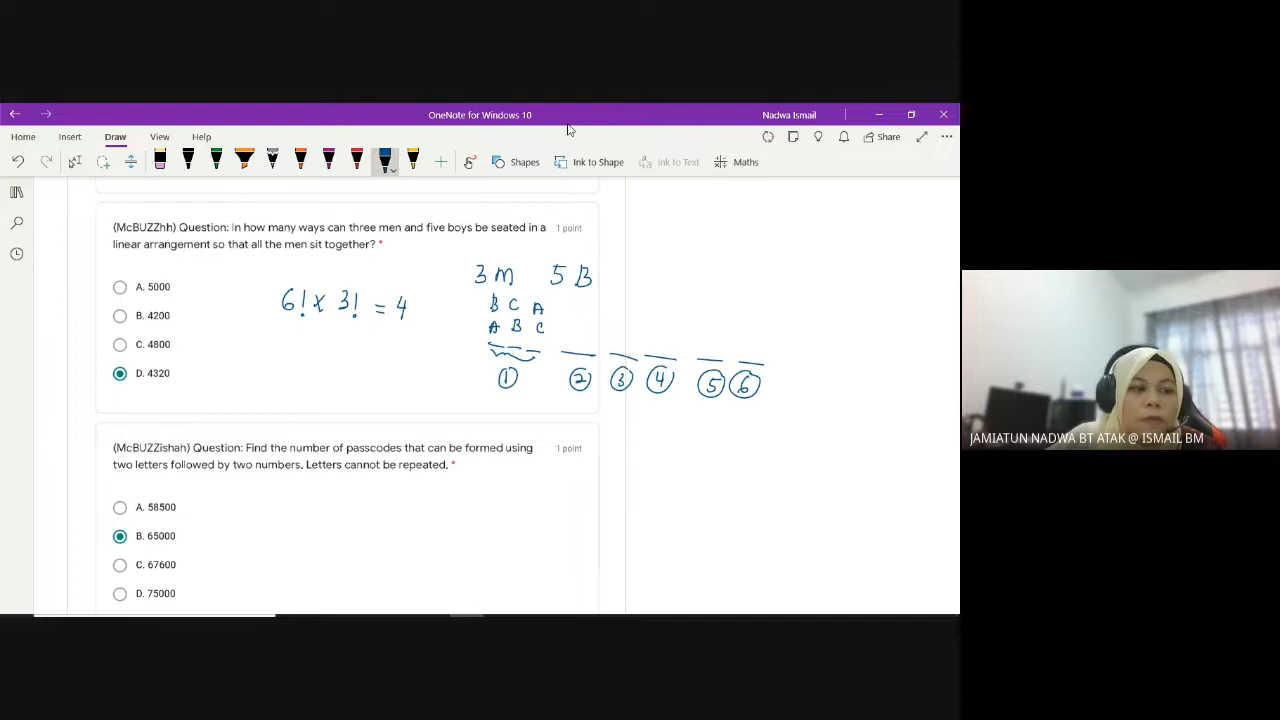 OneNote for Windows 10
Nadwa Ismail
Home Insert Draw View Help
Share
Shapes Ink to Shape Ink to Text Maths
(McBUZZhh) Question: In how many ways can three men and five boys be seated in a 1 point
linear arrangement so that all the men sit together? *
3 M 5 B
A. 5000
6! x 3! = 4
B C A
B. 4200
A B C
C. 4800
D. 4320
1 2 3 4 5 6
(McBUZZishah) Question: Find the number of passcodes that can be formed using 1 point
two letters followed by two numbers. Letters cannot be repeated. *
JAMIATUN NADWA BT ATAK @ ISMAIL BM
A. 58500
B. 65000
C. 67600
D. 75000